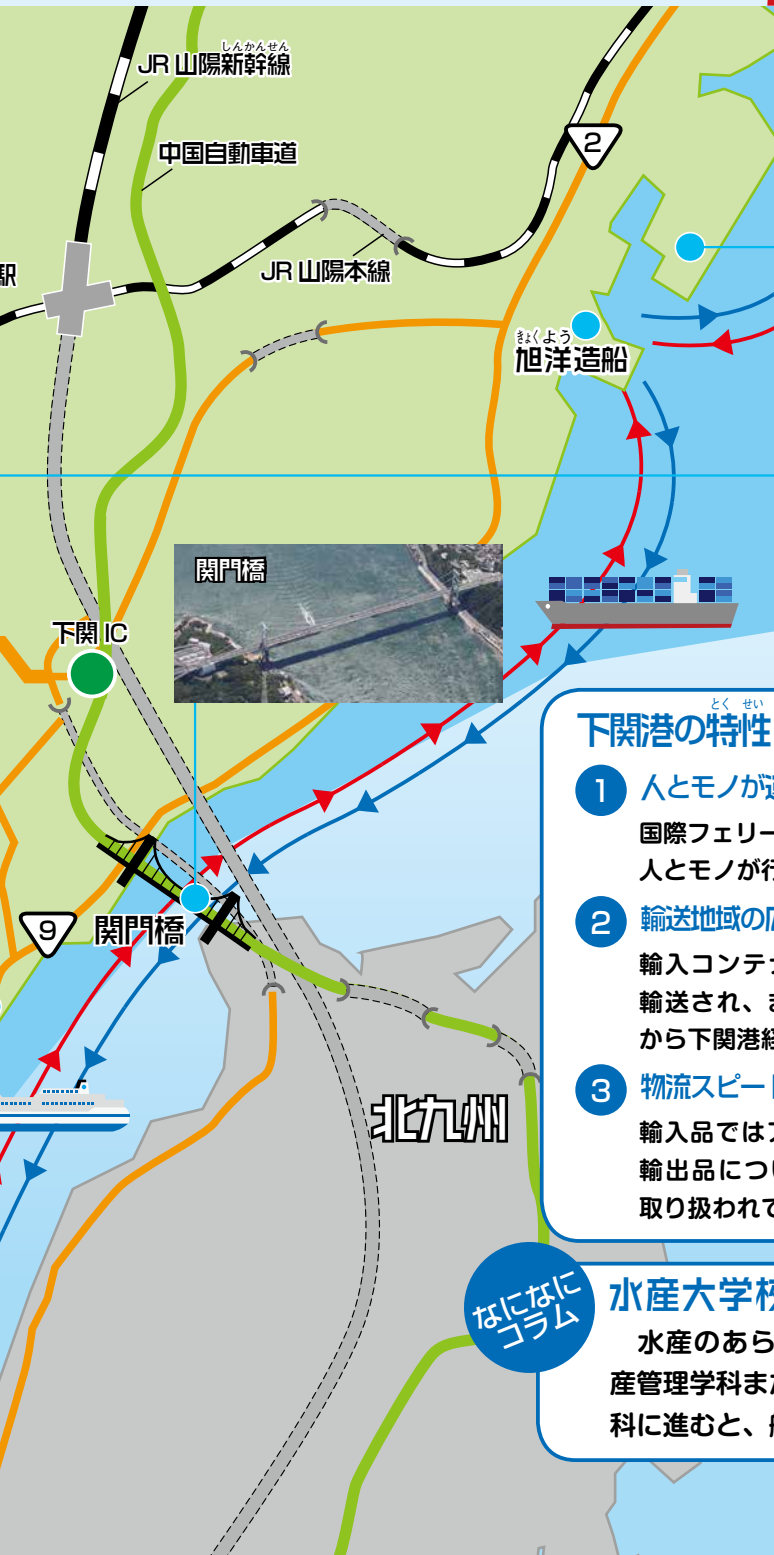 しんかんせん
JR 山陽新幹線
中国自動車道
2
駅
JR 山陽本線
きょくよう
旭洋造船
関門橋
下関 IC
9
関門橋
北九州
とくせい
下関港の特性
1 人とモノが
国際フェリー
人とモノが行
2 輸送地域の
輸入コンテナ
輸送され、
から下関港経
3 物流スピード
輸入品では
輸出品につい
取り扱われて
なになに
コラム
水産大学校
水産のあら
産管理学科また
科に進むと、